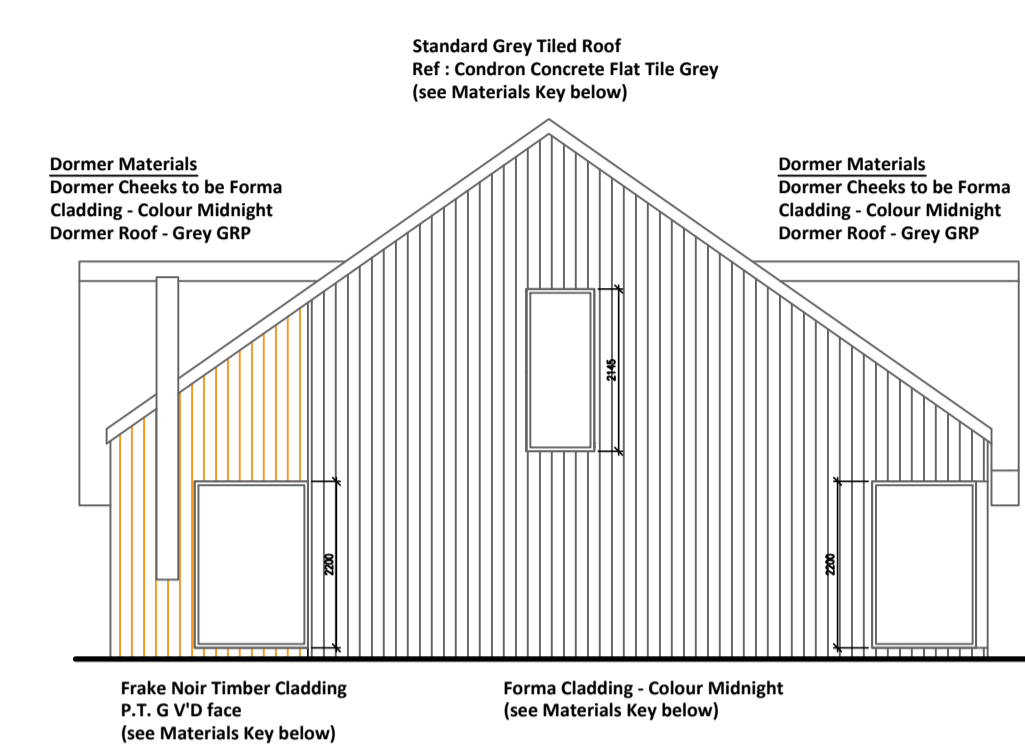 Standard Grey Tiled Roof
Ref : Condron Concrete Flat Tile Grey
(see Materials Key below)
Dormer Materials
Dormer Cheeks to be Forma
Cladding - Colour Midnight
Dormer Roof - Grey GRP
Dormer Materials
Dormer Cheeks to be Forma
Cladding - Colour Midnight
Dormer Roof - Grey GRP
2145
2200
2200
Frake Noir Timber Cladding
P.T. G V'D face
(see Materials Key below)
Forma Cladding - Colour Midnight
(see Materials Key below)